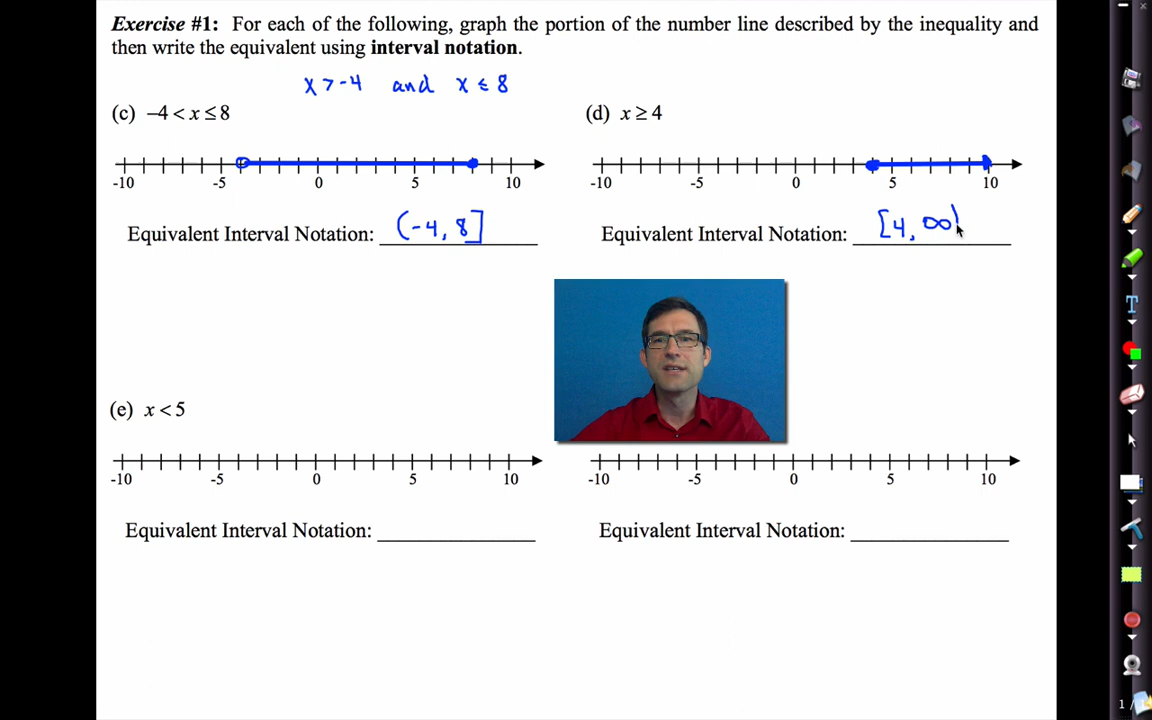 Exercise #1: For each of the following, graph the portion of the number line described by the inequality and
then write the equivalent using interval notation.
x > -4 and x ≤ 8
(c) −4 < x ≤ 8
(d) x ≥ 4
-10 -5 0 5 10
-10 -5 0 5 10
Equivalent Interval Notation: (-4, 8]
Equivalent Interval Notation: [4, ∞)
(e) x < 5
-10 -5 0 5 10
-10 -5 0 5 10
Equivalent Interval Notation: ____________
Equivalent Interval Notation: ____________
T
1 /